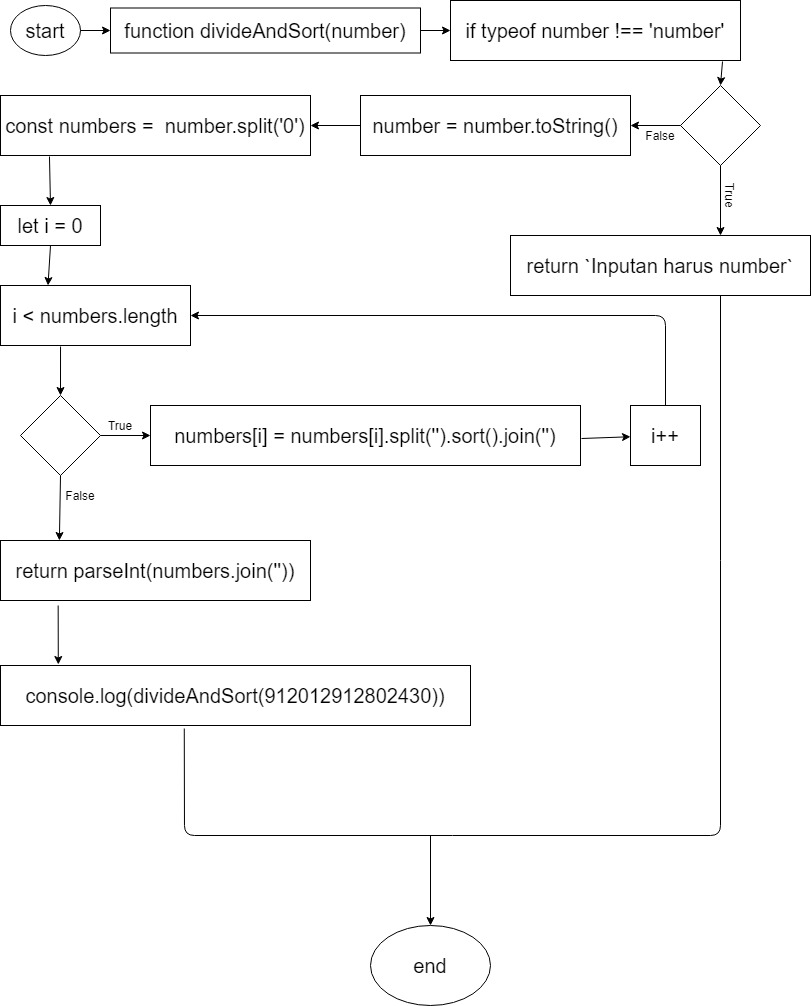 start
function divideAndSort(number)
if typeof number !== 'number'
const numbers = number.split('0')
number = number.toString()
False
True
let i = 0
return `Inputan harus number`
i < numbers.length
True
numbers[i] = numbers[i].split('').sort().join('')
i++
False
return parseInt(numbers.join(''))
console.log(divideAndSort(912012912802430))
end